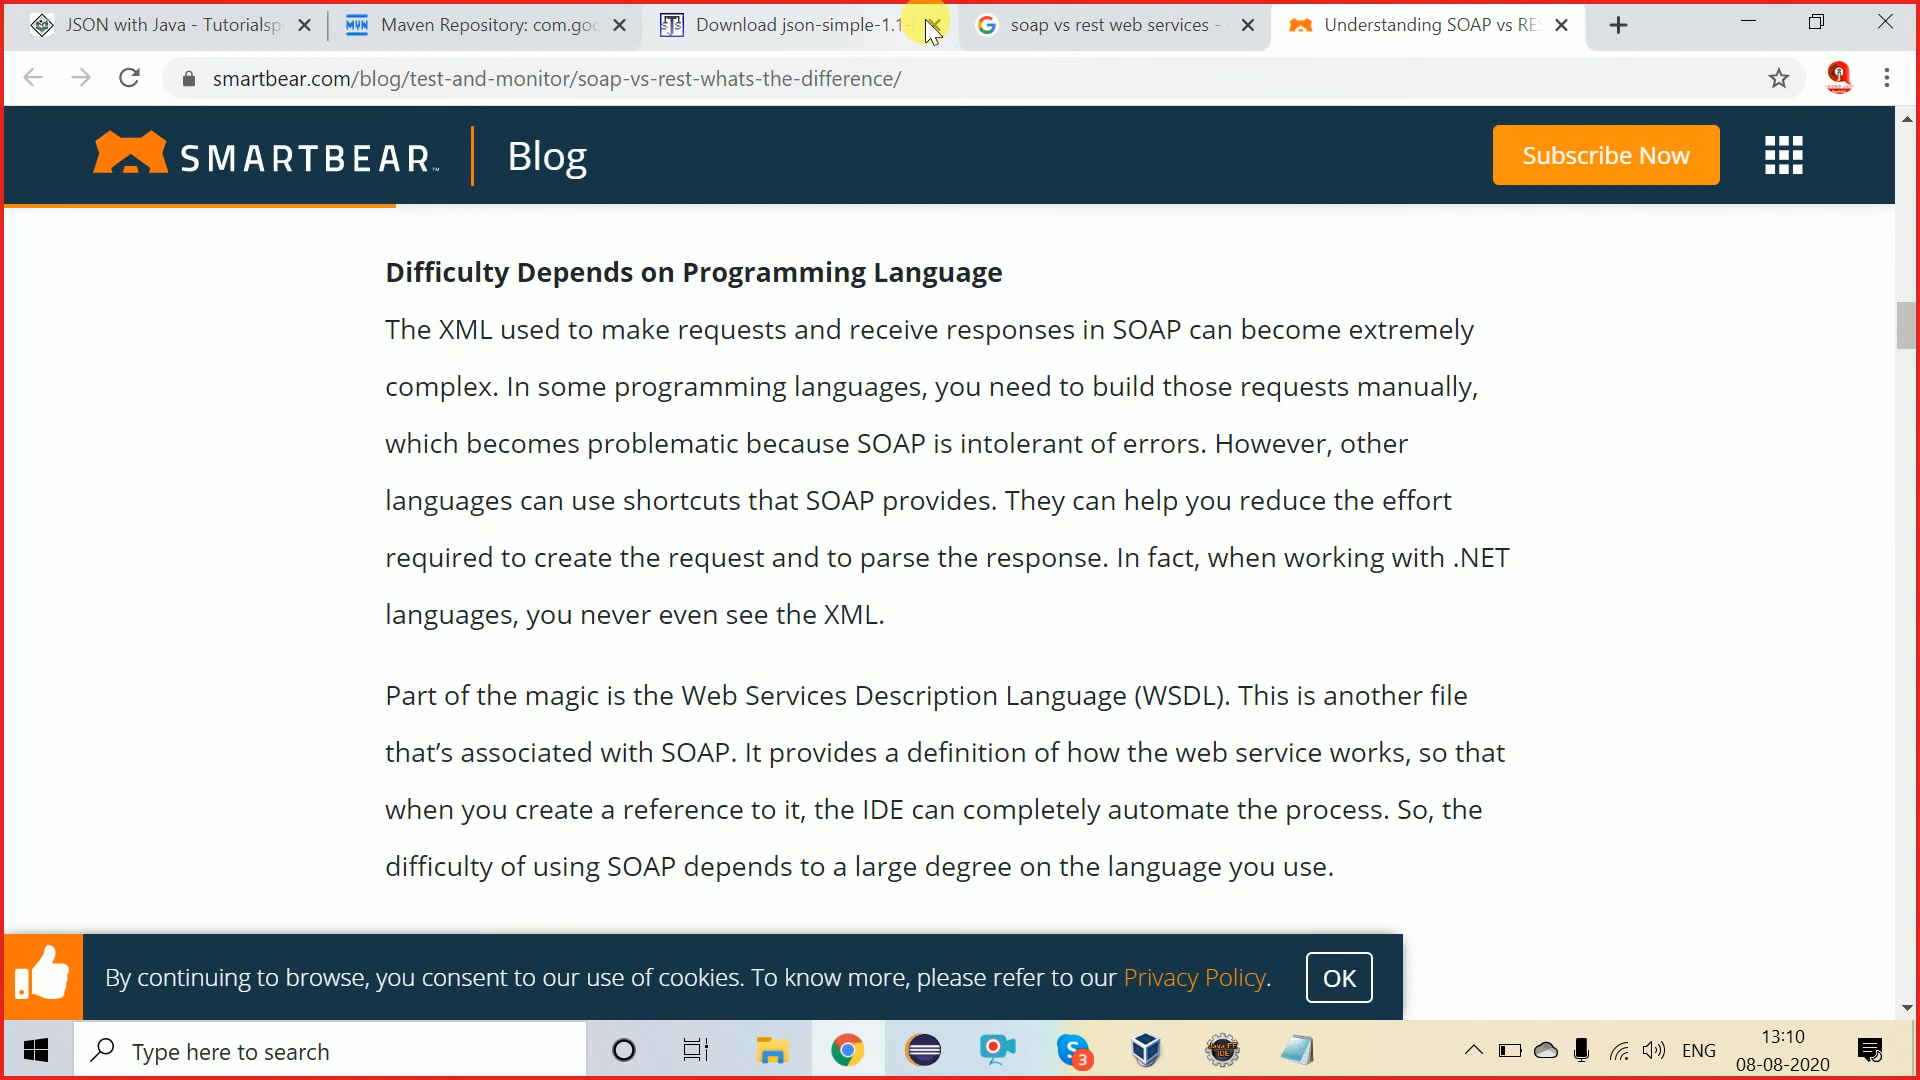 JSON with Java - Tutorialsp
Maven Repository: com.goo
Download json-simple-1.1-
soap vs rest web services -
Understanding SOAP vs RES
smartbear.com/blog/test-and-monitor/soap-vs-rest-whats-the-difference/
SMARTBEAR
Blog
Subscribe Now
Difficulty Depends on Programming Language
The XML used to make requests and receive responses in SOAP can become extremely
complex. In some programming languages, you need to build those requests manually,
which becomes problematic because SOAP is intolerant of errors. However, other
languages can use shortcuts that SOAP provides. They can help you reduce the effort
required to create the request and to parse the response. In fact, when working with .NET
languages, you never even see the XML.
Part of the magic is the Web Services Description Language (WSDL). This is another file
that’s associated with SOAP. It provides a definition of how the web service works, so that
when you create a reference to it, the IDE can completely automate the process. So, the
difficulty of using SOAP depends to a large degree on the language you use.
By continuing to browse, you consent to our use of cookies. To know more, please refer to our Privacy Policy.
OK
Type here to search
3
ENG
13:10
08-08-2020